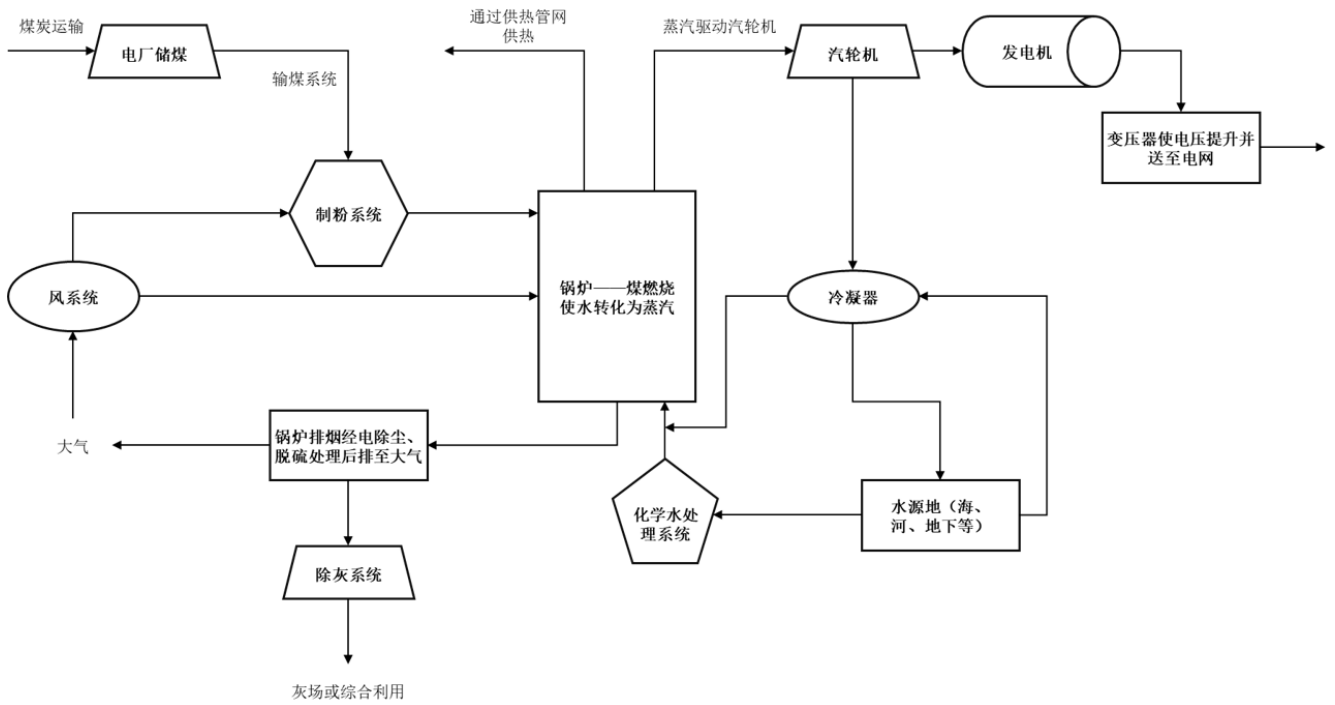 煤炭运输
电厂储煤
输煤系统
通过供热管网
供热
蒸汽驱动汽轮机
汽轮机
发电机
变压器使电压提升并
送至电网
制粉系统
风系统
锅炉——煤燃烧
使水转化为蒸汽
冷凝器
大气
锅炉排烟经电除尘、
脱硫处理后排至大气
化学水处
理系统
水源地（海、
河、地下等）
除灰系统
灰场或综合利用